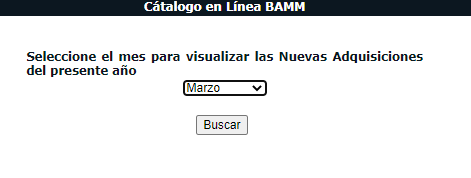 Cátalogo en Línea BAMM
Seleccione el mes para visualizar las Nuevas Adquisiciones
del presente año
Marzo
Buscar